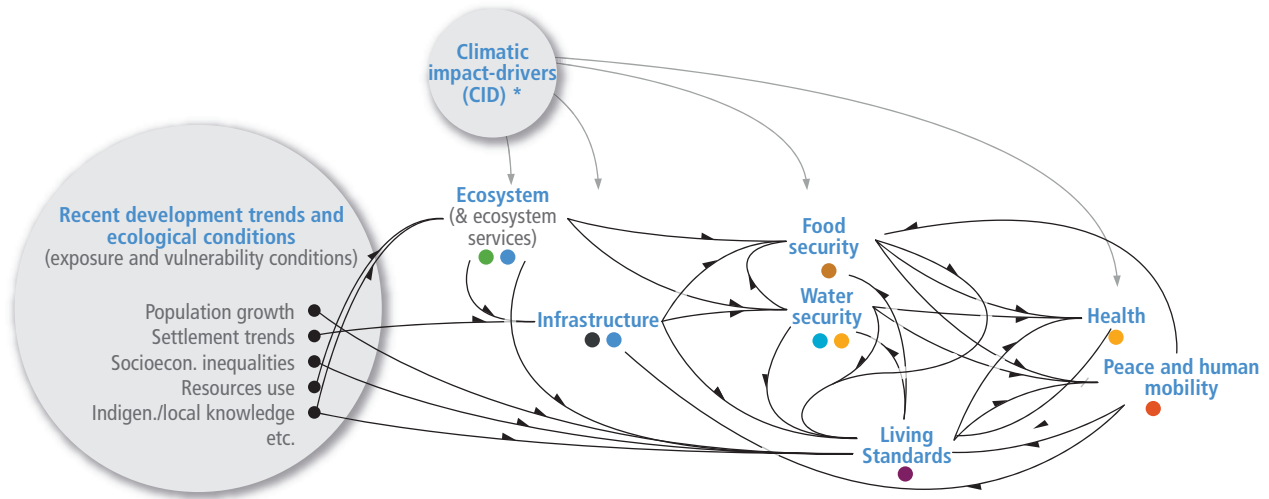 Climatic
impact-drivers
(CID) *
Recent development trends and
ecological conditions
(exposure and vulnerability conditions)
Population growth
Settlement trends
Socioecon. inequalities
Resources use
Indigen./local knowledge
etc.
Ecosystem
(& ecosystem
services)
Infrastructure
Food
security
Water
security
Living
Standards
Health
Peace and human
mobility